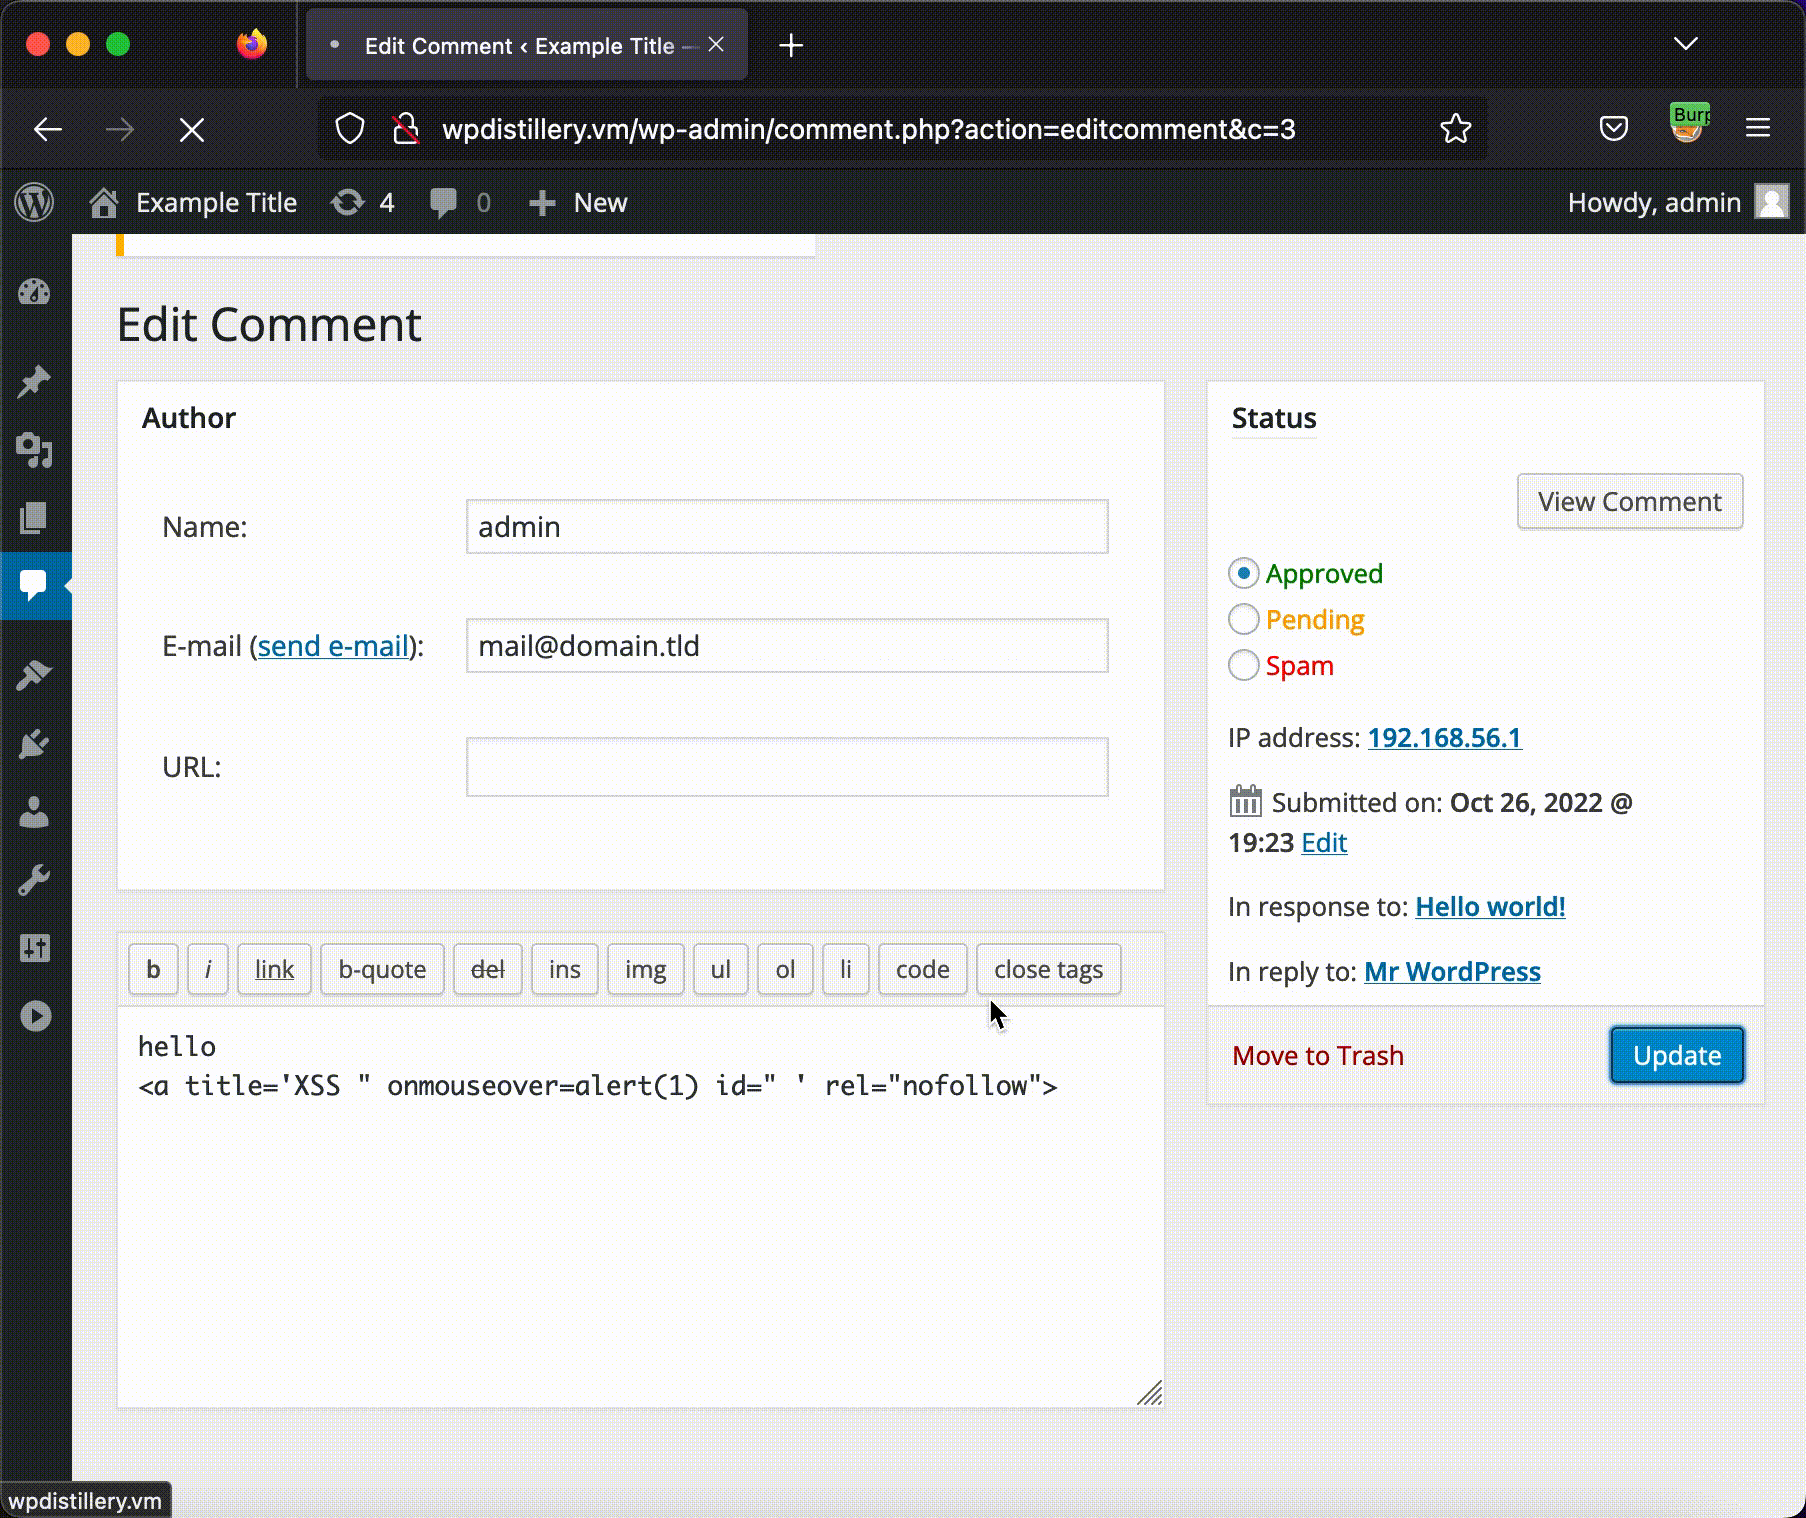 Edit Comment ‹ Example Title —
wpdistillery.vm/wp-admin/comment.php?action=editcomment&c=3
Burp
Example Title
4
0
New
Howdy, admin
Edit Comment
Author
Name:
admin
E-mail (send e-mail):
mail@domain.tld
URL:
b
i
link
b-quote
del
ins
img
ul
ol
li
code
close tags
hello
<a title='XSS " onmouseover=alert(1) id=" ' rel="nofollow">
Status
View Comment
Approved
Pending
Spam
IP address: 192.168.56.1
Submitted on: Oct 26, 2022 @
19:23 Edit
In response to: Hello world!
In reply to: Mr WordPress
Move to Trash
Update
wpdistillery.vm